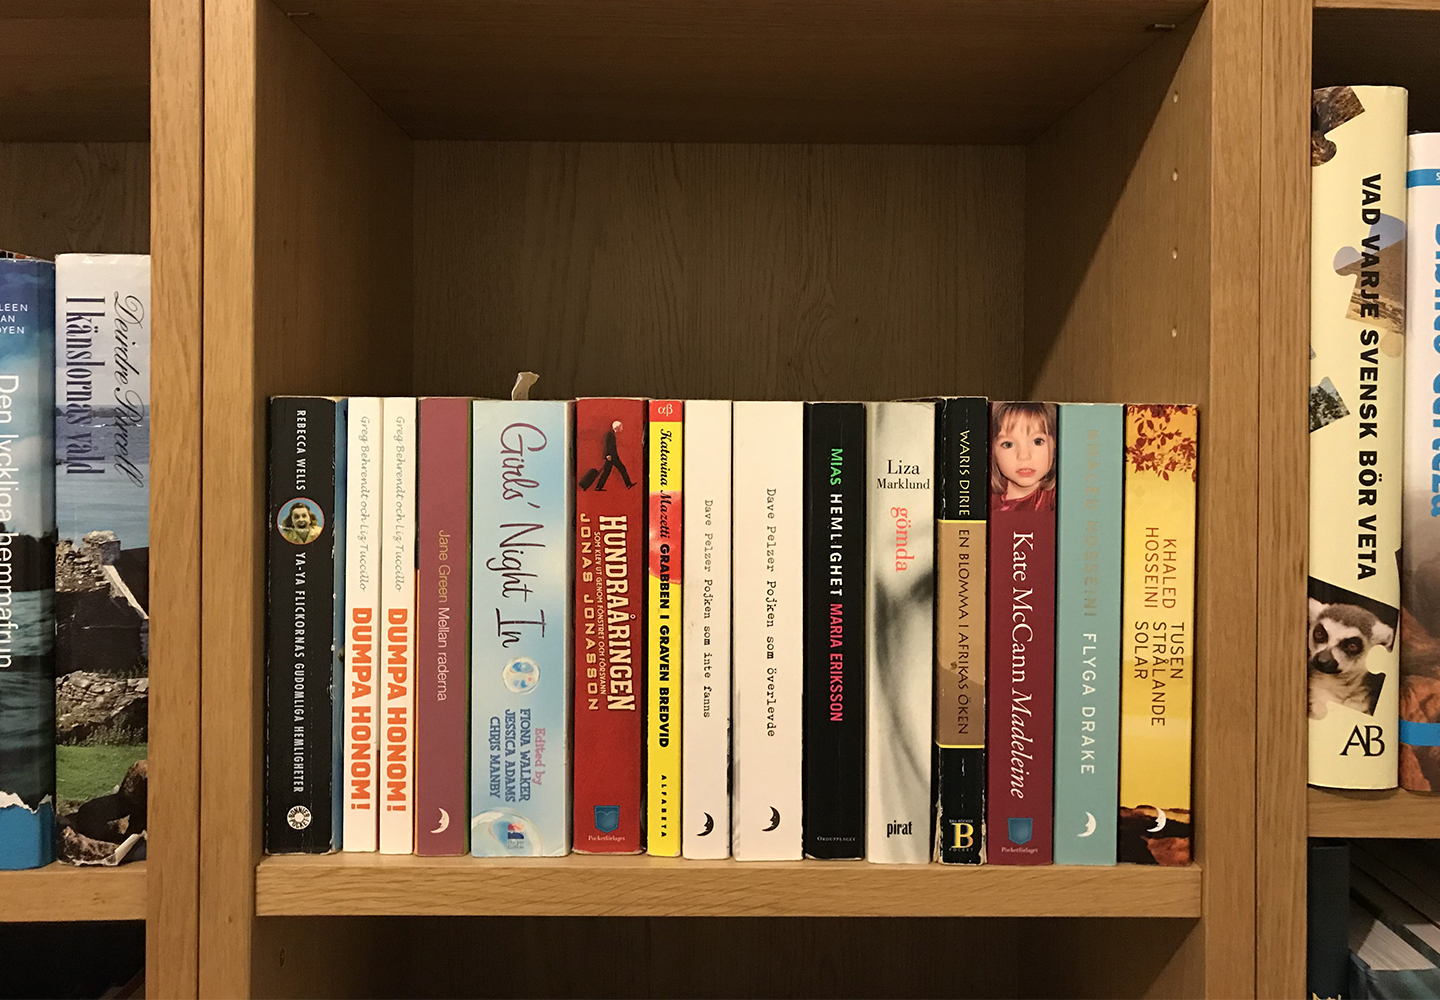 Den lyckliga hemmafrun
Deirdre Purcell
I känslornas våld
REBECCA WELLS YA-YA FLICKORNAS GUDOMLIGA HEMLIGHETER
Greg Behrendt och Liz Tuccillo DUMPA HONOM!
Greg Behrendt och Liz Tuccillo DUMPA HONOM!
Jane Green Mellan raderna
Girls' Night In
Edited by
FIONA WALKER
JESSICA ADAMS
CHRIS MANBY
HUNDRAÅRINGEN
SOM KLEV UT GENOM FÖNSTRET OCH FÖRSVANN
JONAS JONASSON
Pocketförlaget
αβ
Katarina Mazetti GRABBEN I GRAVEN BREDVID
ALFABETA
Dave Pelzer Pojken som inte fanns
Dave Pelzer Pojken som överlevde
MIAS HEMLIGHET MARIA ERIKSSON
ORDUPPLAGET
Liza
Marklund
gömda
pirat
WARIS DIRIE EN BLOMMA I AFRIKAS ÖKEN
B
POCKET
Kate McCann Madeleine
Pocketförlaget
KHALED HOSSEINI FLYGA DRAKE
KHALED
HOSSEINI
TUSEN
STRÅLANDE
SOLAR
VAD VARJE SVENSK BÖR VETA
AB